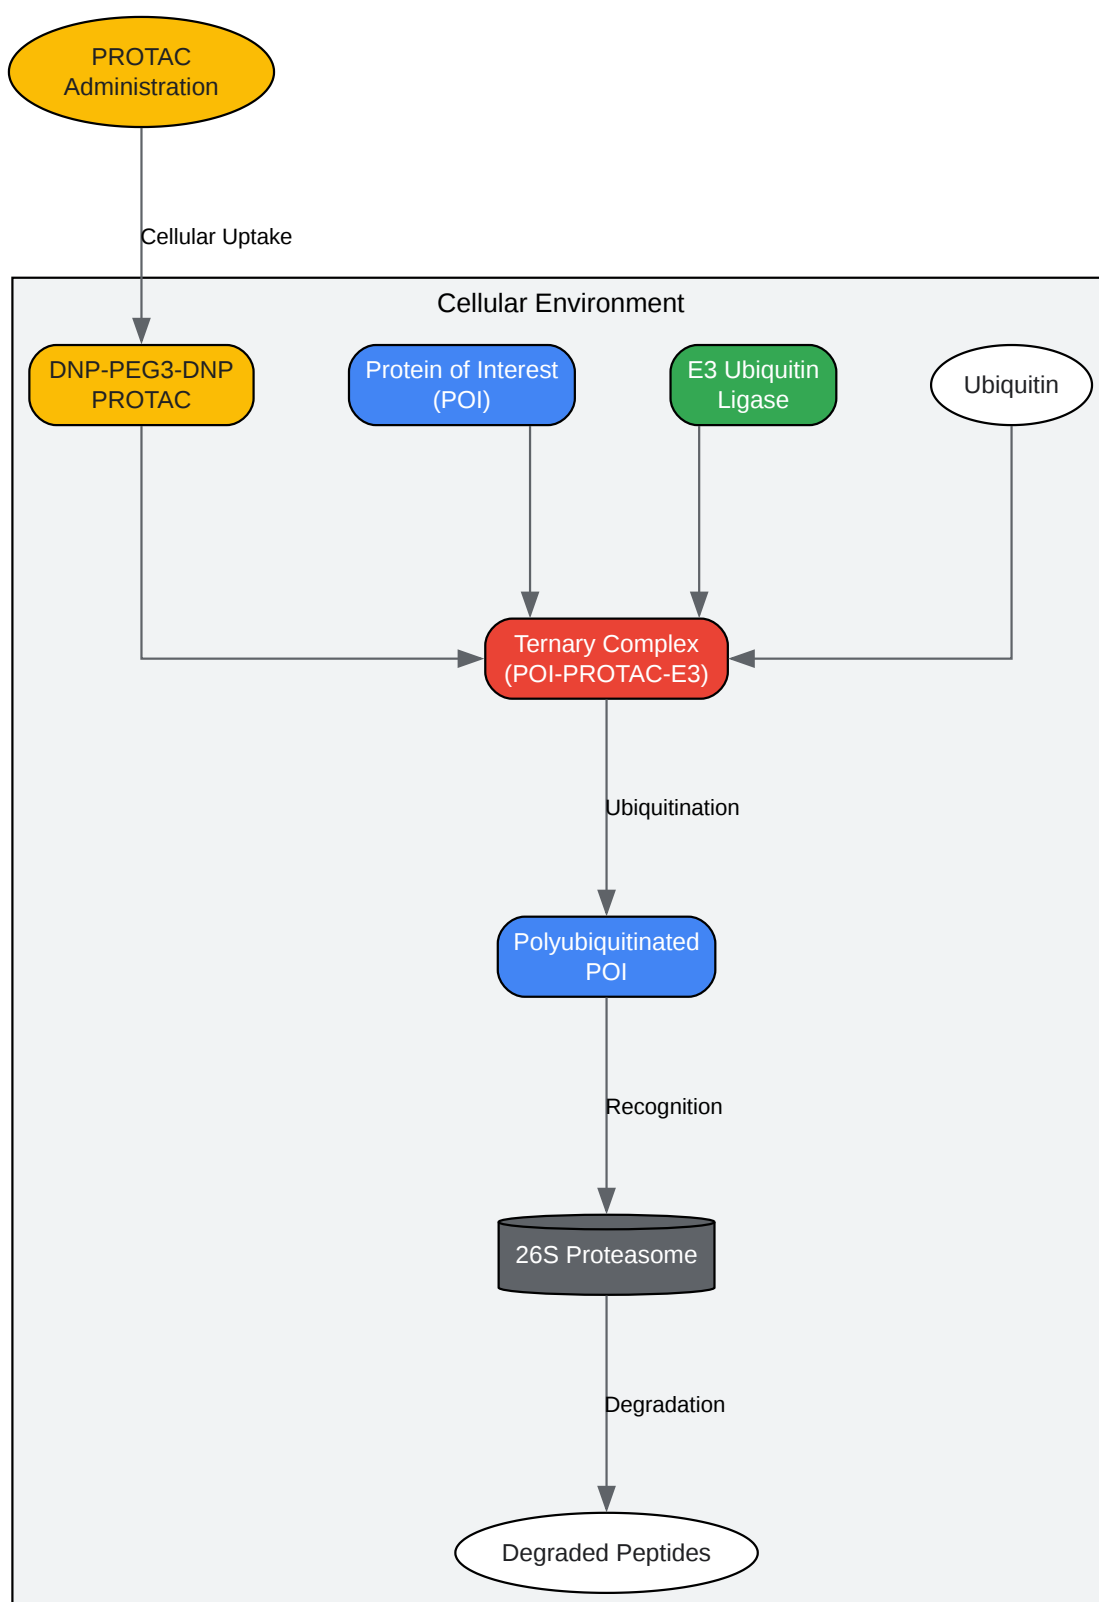 PROTAC
Administration
Cellular Uptake
Cellular Environment
DNP-PEG3-DNP
PROTAC
Protein of Interest
(POI)
E3 Ubiquitin
Ligase
Ubiquitin
Ternary Complex
(POI-PROTAC-E3)
Ubiquitination
Polyubiquitinated
POI
Recognition
26S Proteasome
Degradation
Degraded Peptides